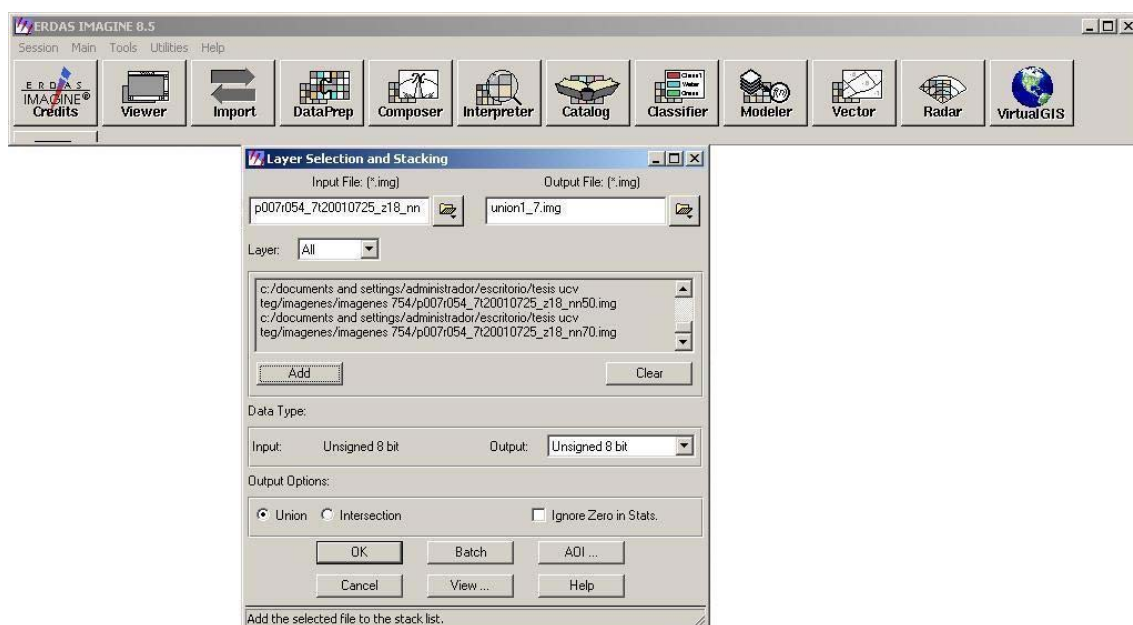 ERDAS IMAGINE 8.5
Session Main Tools Utilities Help
ERDAS
IMAGINE®
Credits
Viewer
Import
DataPrep
Composer
Interpreter
Catalog
Class1
Water
Grass
Classifier
f(x)
Modeler
Vector
Radar
VirtualGIS
Layer Selection and Stacking
Input File: (*.img) Output File: (*.img)
p007r054_7t20010725_z18_nn union1_7.img
Layer: All
c:/documents and settings/administrador/escritorio/tesis ucv
teg/imagenes/imagenes 754/p007r054_7t20010725_z18_nn50.img
c:/documents and settings/administrador/escritorio/tesis ucv
teg/imagenes/imagenes 754/p007r054_7t20010725_z18_nn70.img
Add Clear
Data Type:
Input: Unsigned 8 bit Output: Unsigned 8 bit
Output Options:
Union Intersection Ignore Zero in Stats.
OK Batch AOI ...
Cancel View ... Help
Add the selected file to the stack list.